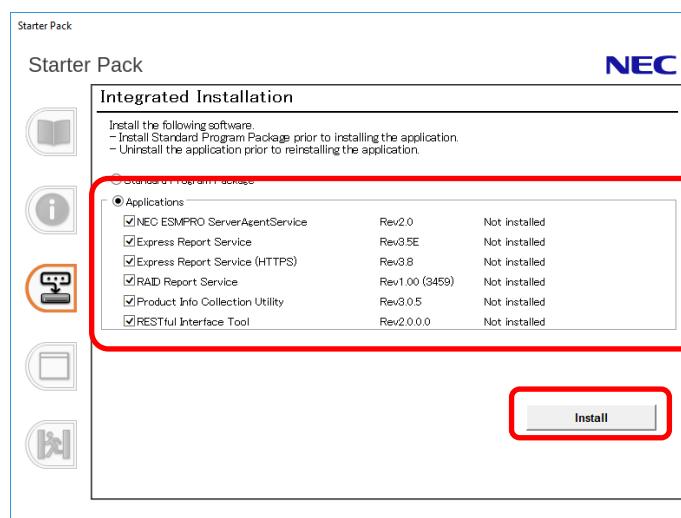 Starter Pack
Starter Pack NEC
Integrated Installation
Install the following software.
- Install Standard Program Package prior to installing the application.
- Uninstall the application prior to reinstalling the application.
Standard Program Package
Applications
NEC ESMPRO ServerAgentService Rev2.0 Not installed
Express Report Service Rev3.5E Not installed
Express Report Service (HTTPS) Rev3.8 Not installed
RAID Report Service Rev1.00 (3459) Not installed
Product Info Collection Utility Rev3.0.5 Not installed
RESTful Interface Tool Rev2.0.0.0 Not installed
Install